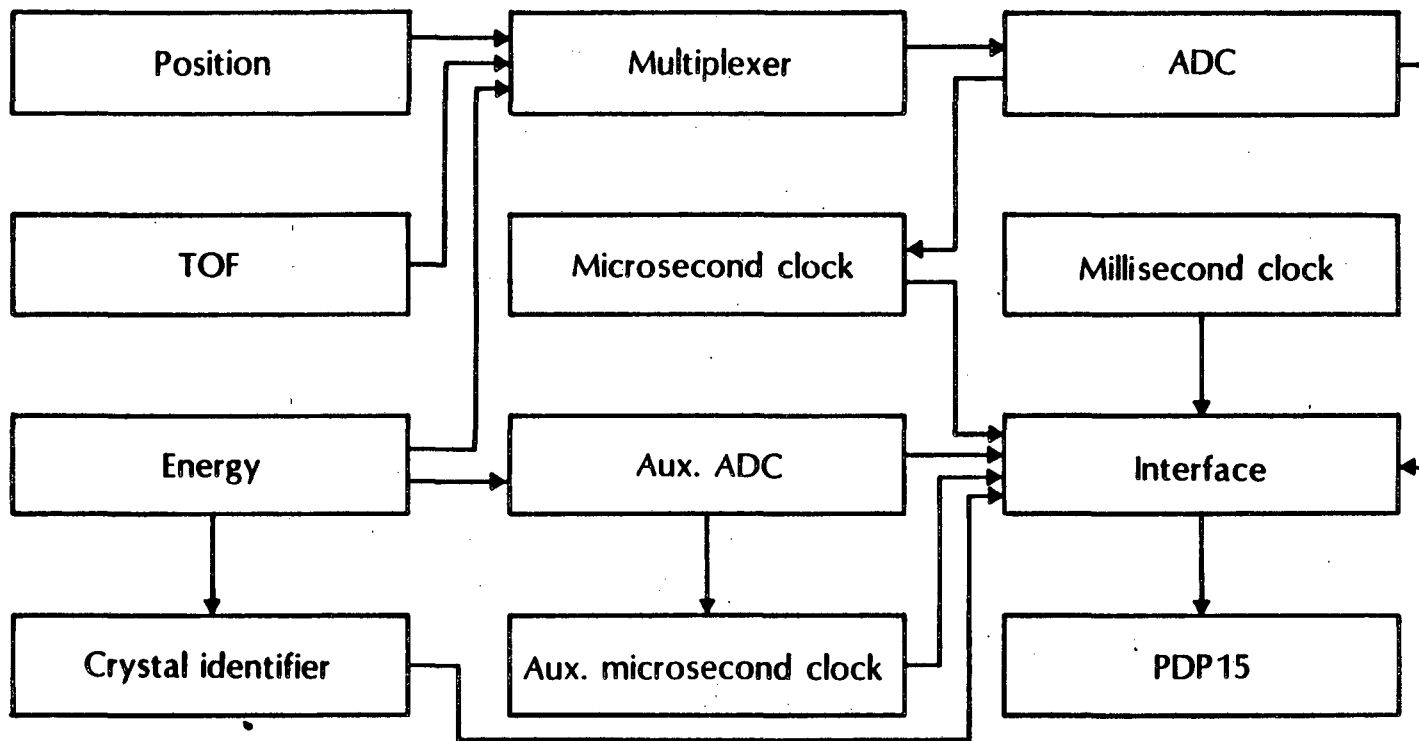 Position
Multiplexer
ADC
TOF
Microsecond clock
Millisecond clock
Energy
Aux. ADC
Interface
Crystal identifier
Aux. microsecond clock
PDP15